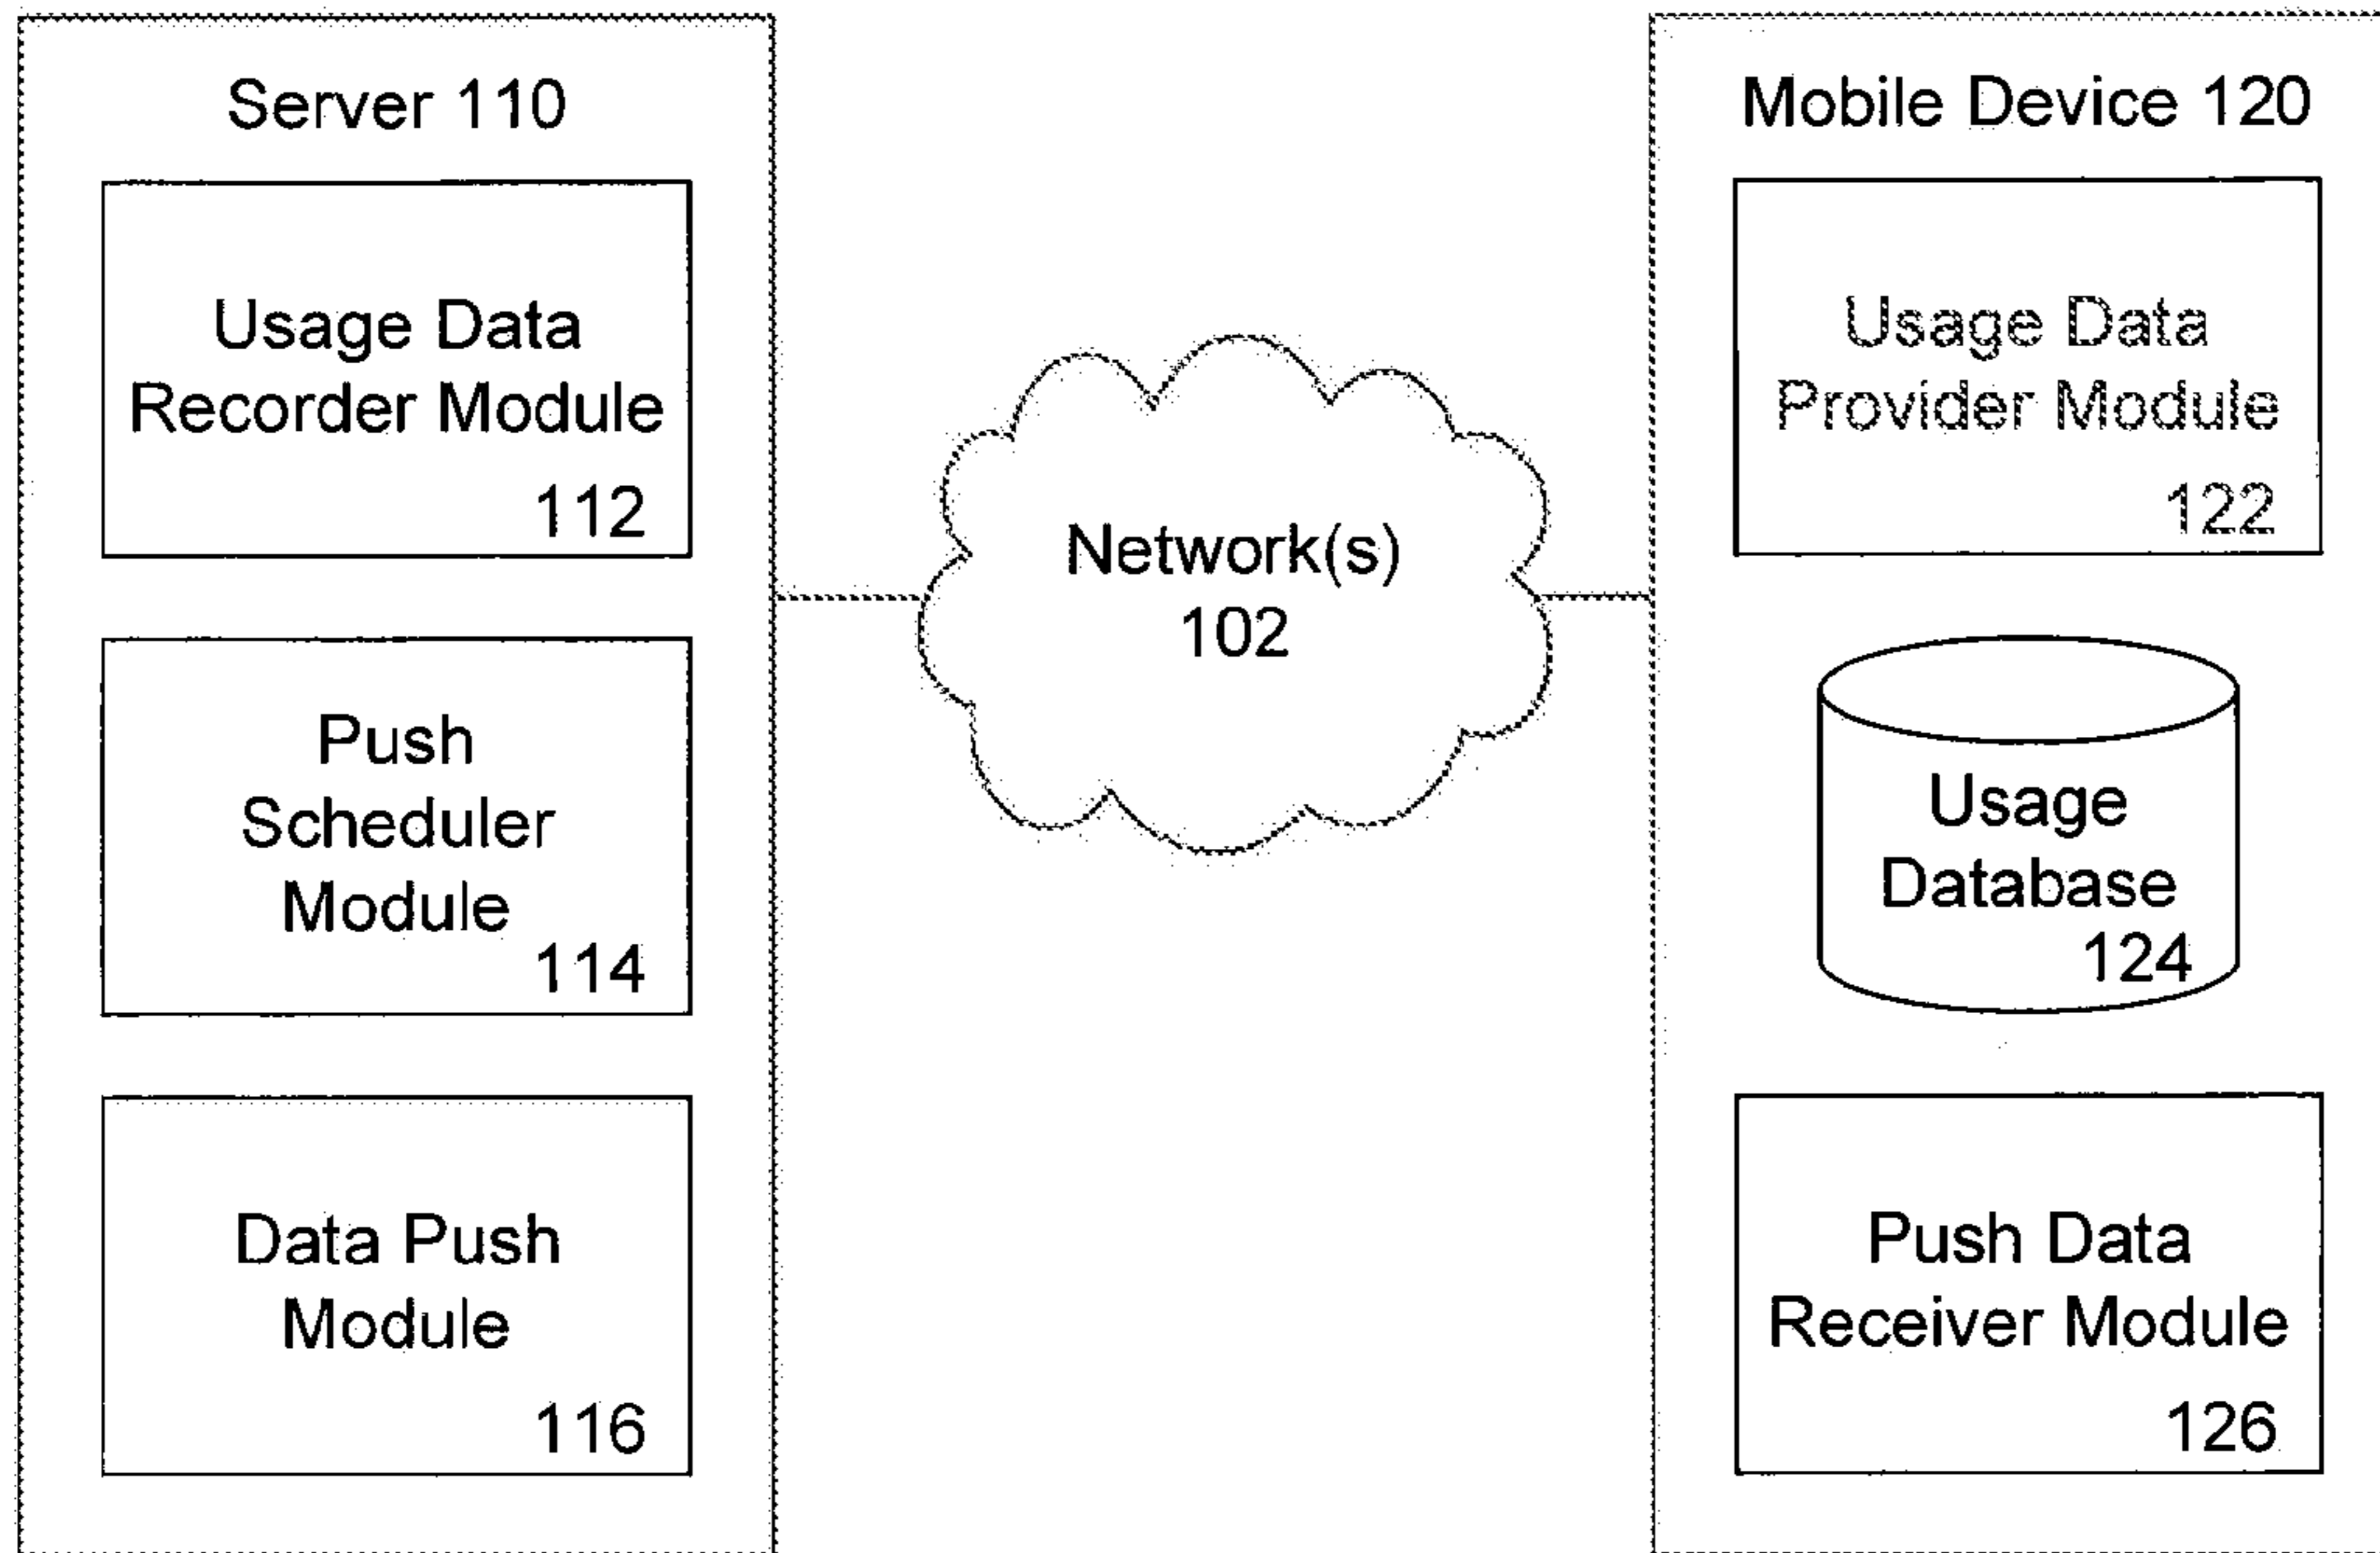 Server 110
Usage Data
Recorder Module
112
Push
Scheduler
Module
114
Data Push
Module
116
Network(s)
102
Mobile Device 120
Usage Data
Provider Module
122
Usage
Database
124
Push Data
Receiver Module
126